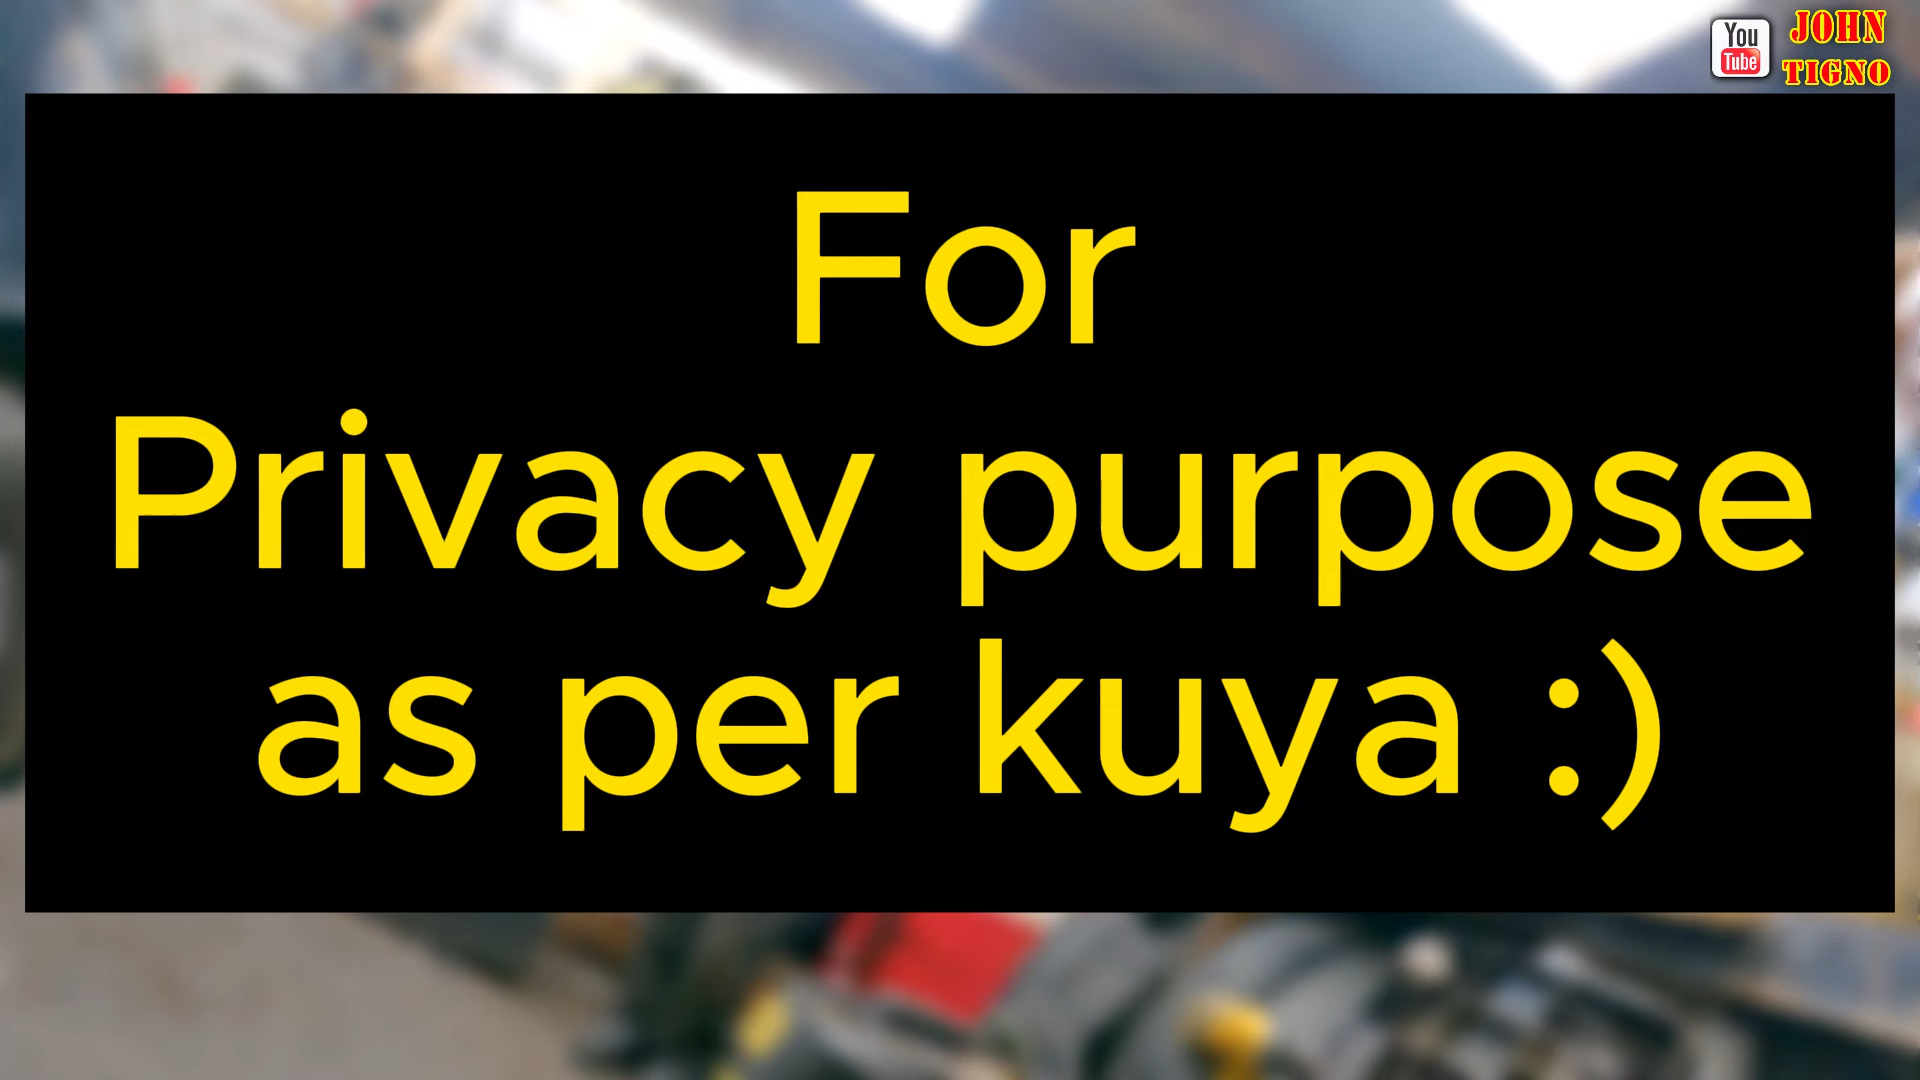 You
Tube
JOHN
TIGNO
For
Privacy purpose
as per kuya :)